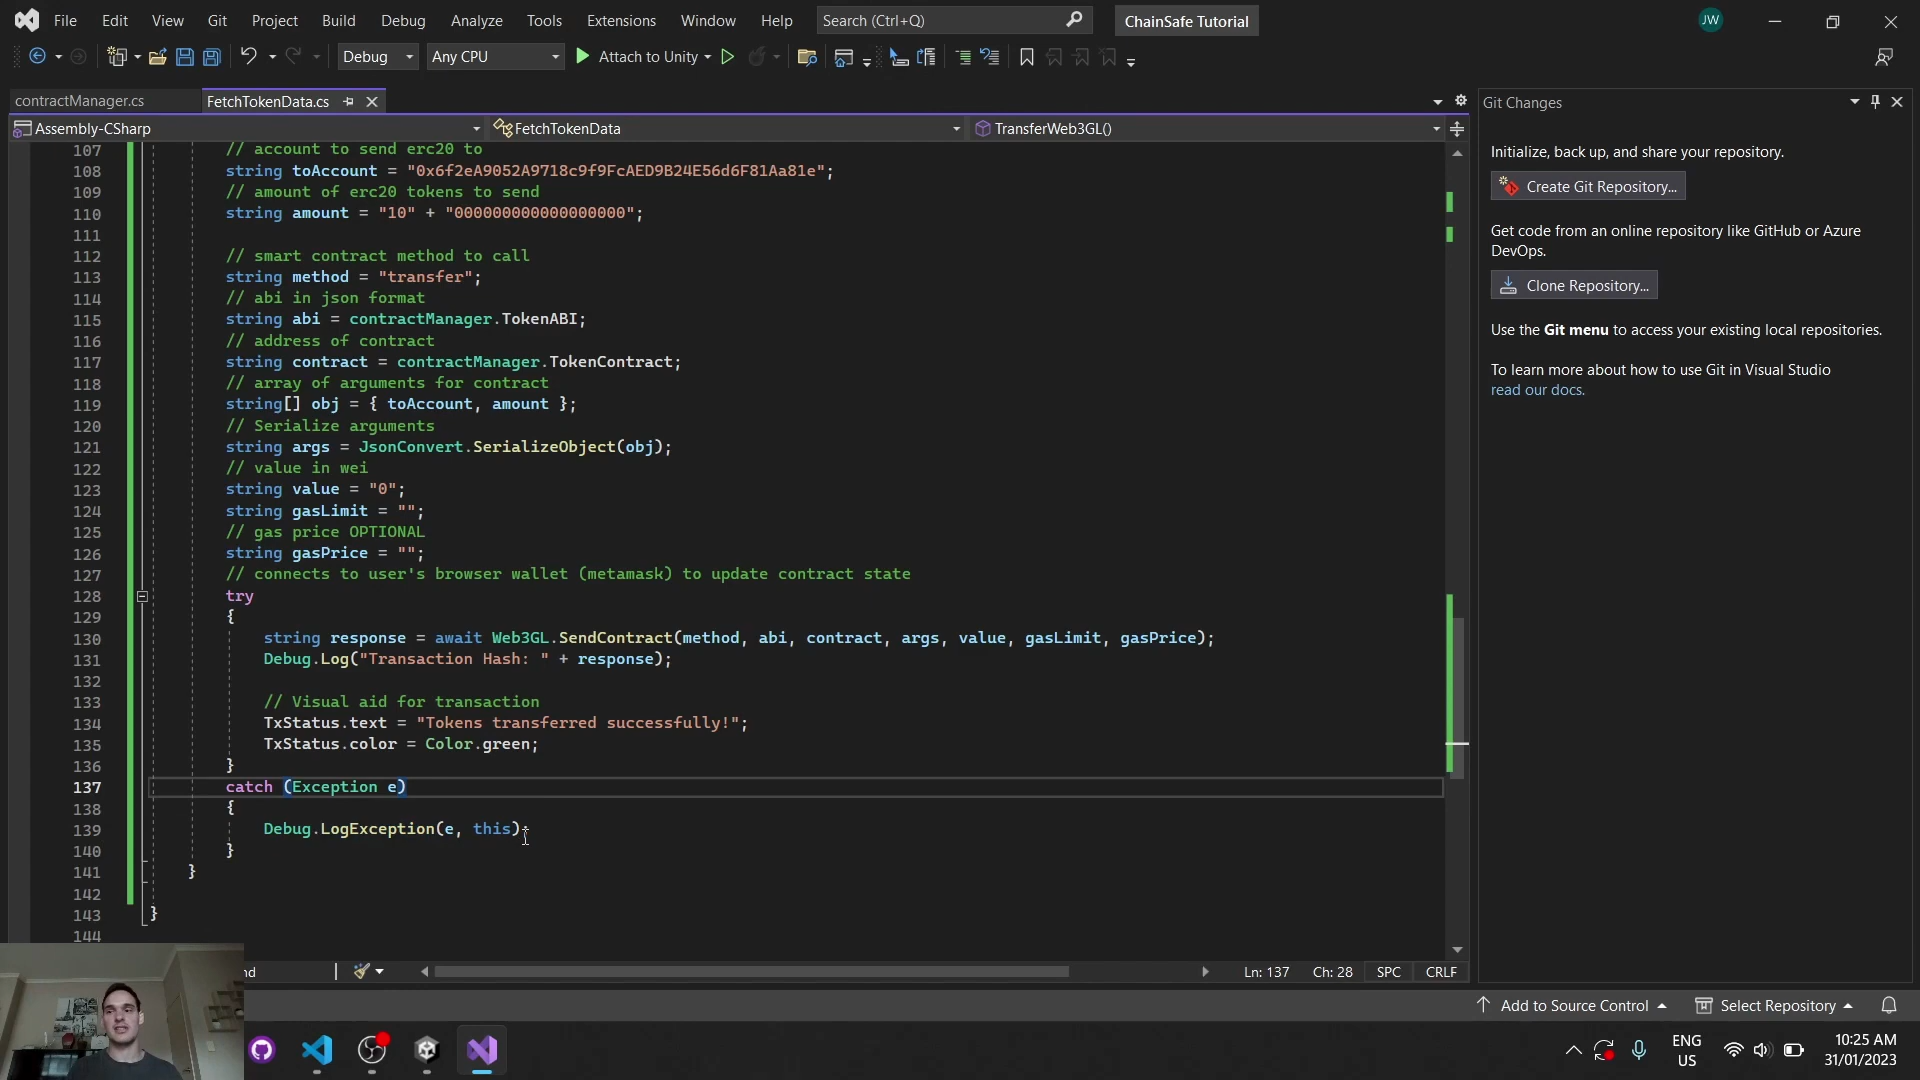 File Edit View Git Project Build Debug Analyze Tools Extensions Window Help Search (Ctrl+Q) ChainSafe Tutorial JW
Debug Any CPU Attach to Unity
contractManager.cs FetchTokenData.cs Git Changes
Assembly-CSharp FetchTokenData TransferWeb3GL()
107 // account to send erc20 to
108 string toAccount = "0x6f2eA9052A9718c9f9FcAED9B24E56d6F81Aa81e";
109 // amount of erc20 tokens to send
110 string amount = "10" + "000000000000000000";
111
112 // smart contract method to call
113 string method = "transfer";
114 // abi in json format
115 string abi = contractManager.TokenABI;
116 // address of contract
117 string contract = contractManager.TokenContract;
118 // array of arguments for contract
119 string[] obj = { toAccount, amount };
120 // Serialize arguments
121 string args = JsonConvert.SerializeObject(obj);
122 // value in wei
123 string value = "0";
124 string gasLimit = "";
125 // gas price OPTIONAL
126 string gasPrice = "";
127 // connects to user's browser wallet (metamask) to update contract state
128 try
129 {
130 string response = await Web3GL.SendContract(method, abi, contract, args, value, gasLimit, gasPrice);
131 Debug.Log("Transaction Hash: " + response);
132
133 // Visual aid for transaction
134 TxStatus.text = "Tokens transferred successfully!";
135 TxStatus.color = Color.green;
136 }
137 catch (Exception e)
138 {
139 Debug.LogException(e, this);
140 }
141 }
142
143 }
144
Initialize, back up, and share your repository.
Create Git Repository...
Get code from an online repository like GitHub or Azure
DevOps.
Clone Repository...
Use the Git menu to access your existing local repositories.
To learn more about how to use Git in Visual Studio
read our docs.
nd Ln: 137 Ch: 28 SPC CRLF
Add to Source Control Select Repository
ENG
US
10:25 AM
31/01/2023